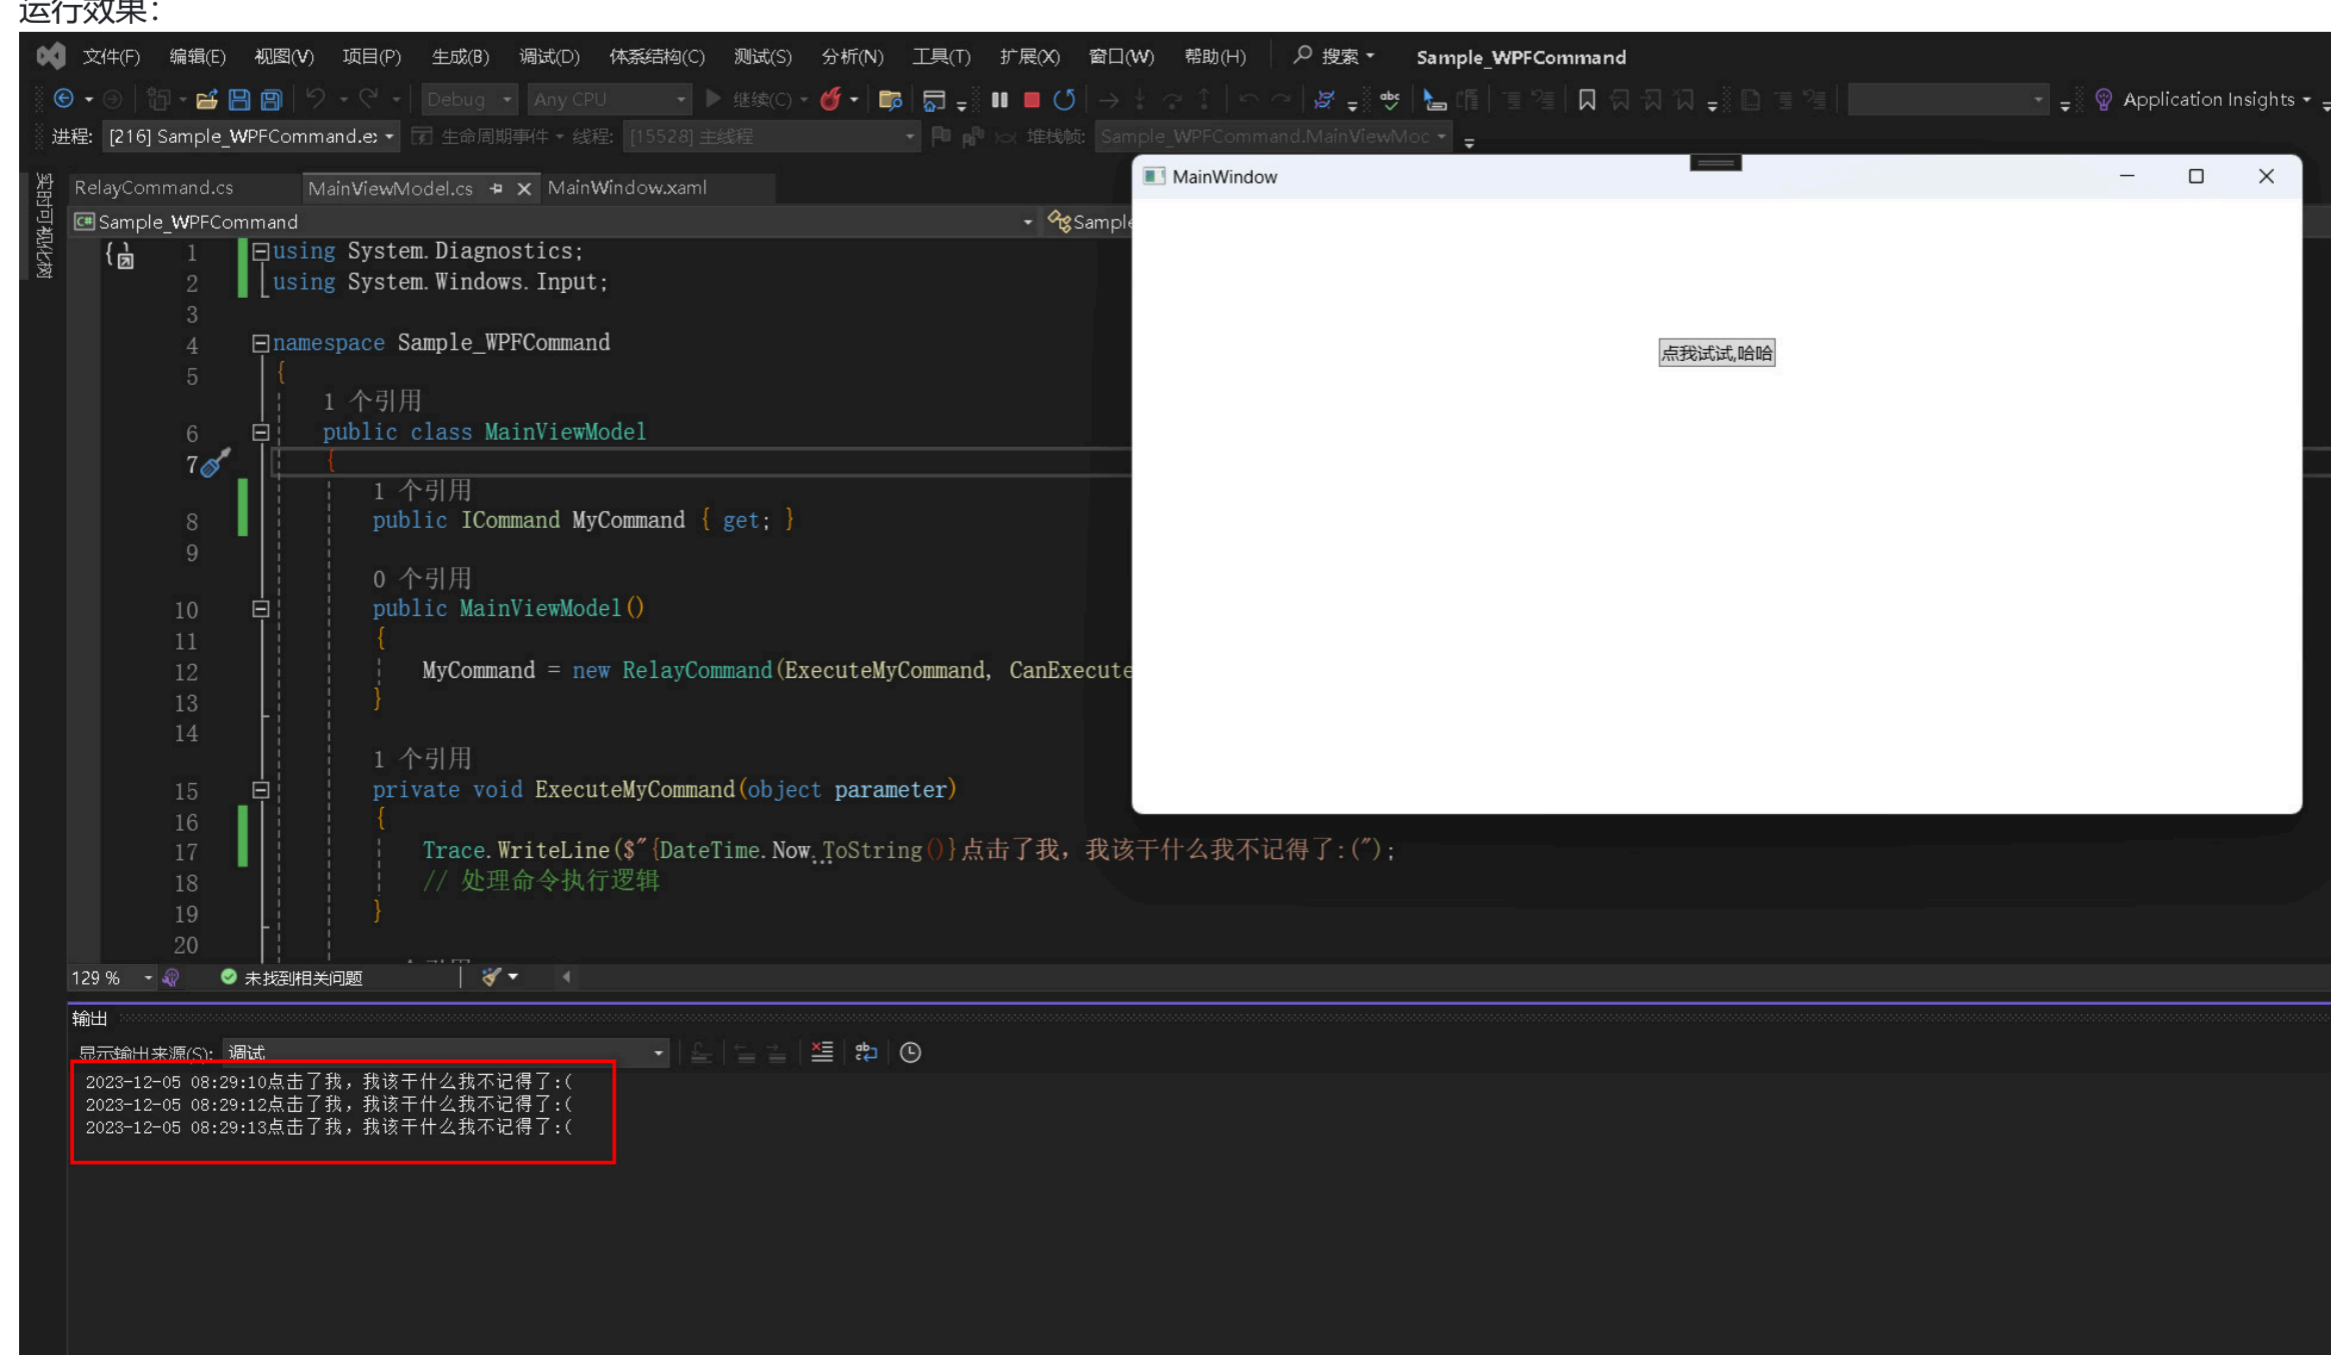 运行效果：
文件(F) 编辑(E) 视图(V) 项目(P) 生成(B) 调试(D) 体系结构(C) 测试(S) 分析(N) 工具(T) 扩展(X) 窗口(W) 帮助(H) 搜索 Sample_WPFCommand
Debug Any CPU 继续(C) Application Insights
进程: [216] Sample_WPFCommand.e: 生命周期事件 线程: [15528] 主线程 堆栈帧: Sample_WPFCommand.MainViewMoc
实时可视化树
RelayCommand.cs MainViewModel.cs MainWindow.xaml
Sample_WPFCommand Sample
1 using System.Diagnostics;
2 using System.Windows.Input;
3
4 namespace Sample_WPFCommand
5 {
1 个引用
6 public class MainViewModel
7 {
1 个引用
8 public ICommand MyCommand { get; }
9
0 个引用
10 public MainViewModel()
11 {
12 MyCommand = new RelayCommand(ExecuteMyCommand, CanExecute
13 }
14
1 个引用
15 private void ExecuteMyCommand(object parameter)
16 {
17 Trace.WriteLine($"{DateTime.Now.ToString()}点击了我，我该干什么我不记得了:(");
18 // 处理命令执行逻辑
19 }
20
MainWindow
点我试试,哈哈
129 % 未找到相关问题
输出
显示输出来源(S): 调试
2023-12-05 08:29:10点击了我，我该干什么我不记得了:(
2023-12-05 08:29:12点击了我，我该干什么我不记得了:(
2023-12-05 08:29:13点击了我，我该干什么我不记得了:(